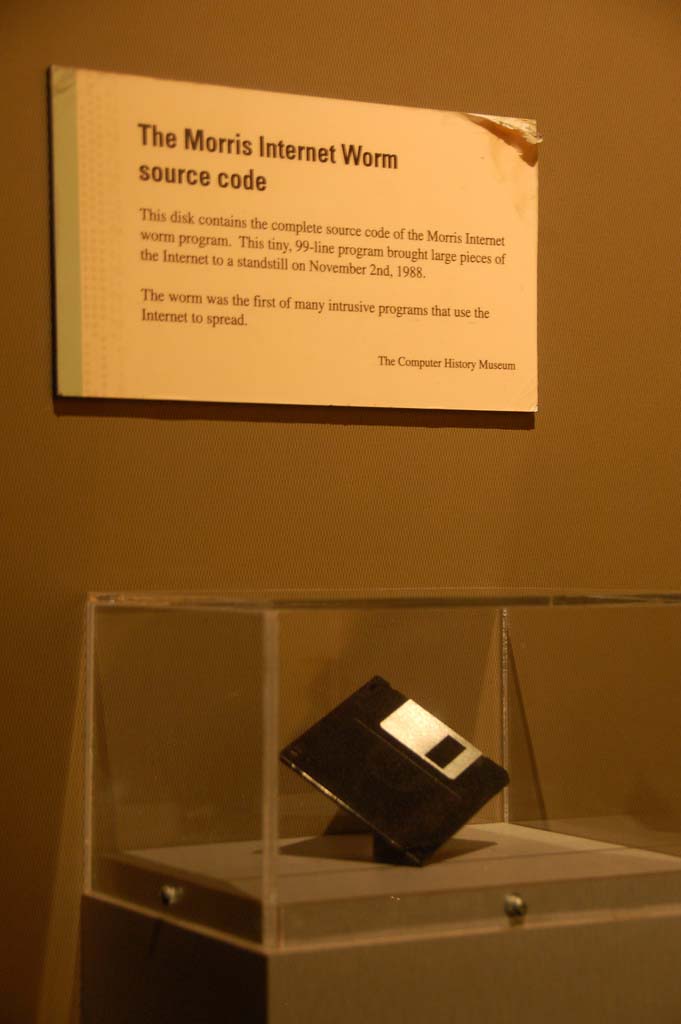 The Morris Internet Worm
source code
This disk contains the complete source code of the Morris Internet
worm program. This tiny, 99-line program brought large pieces of
the Internet to a standstill on November 2nd, 1988.
The worm was the first of many intrusive programs that use the
Internet to spread.
The Computer History Museum